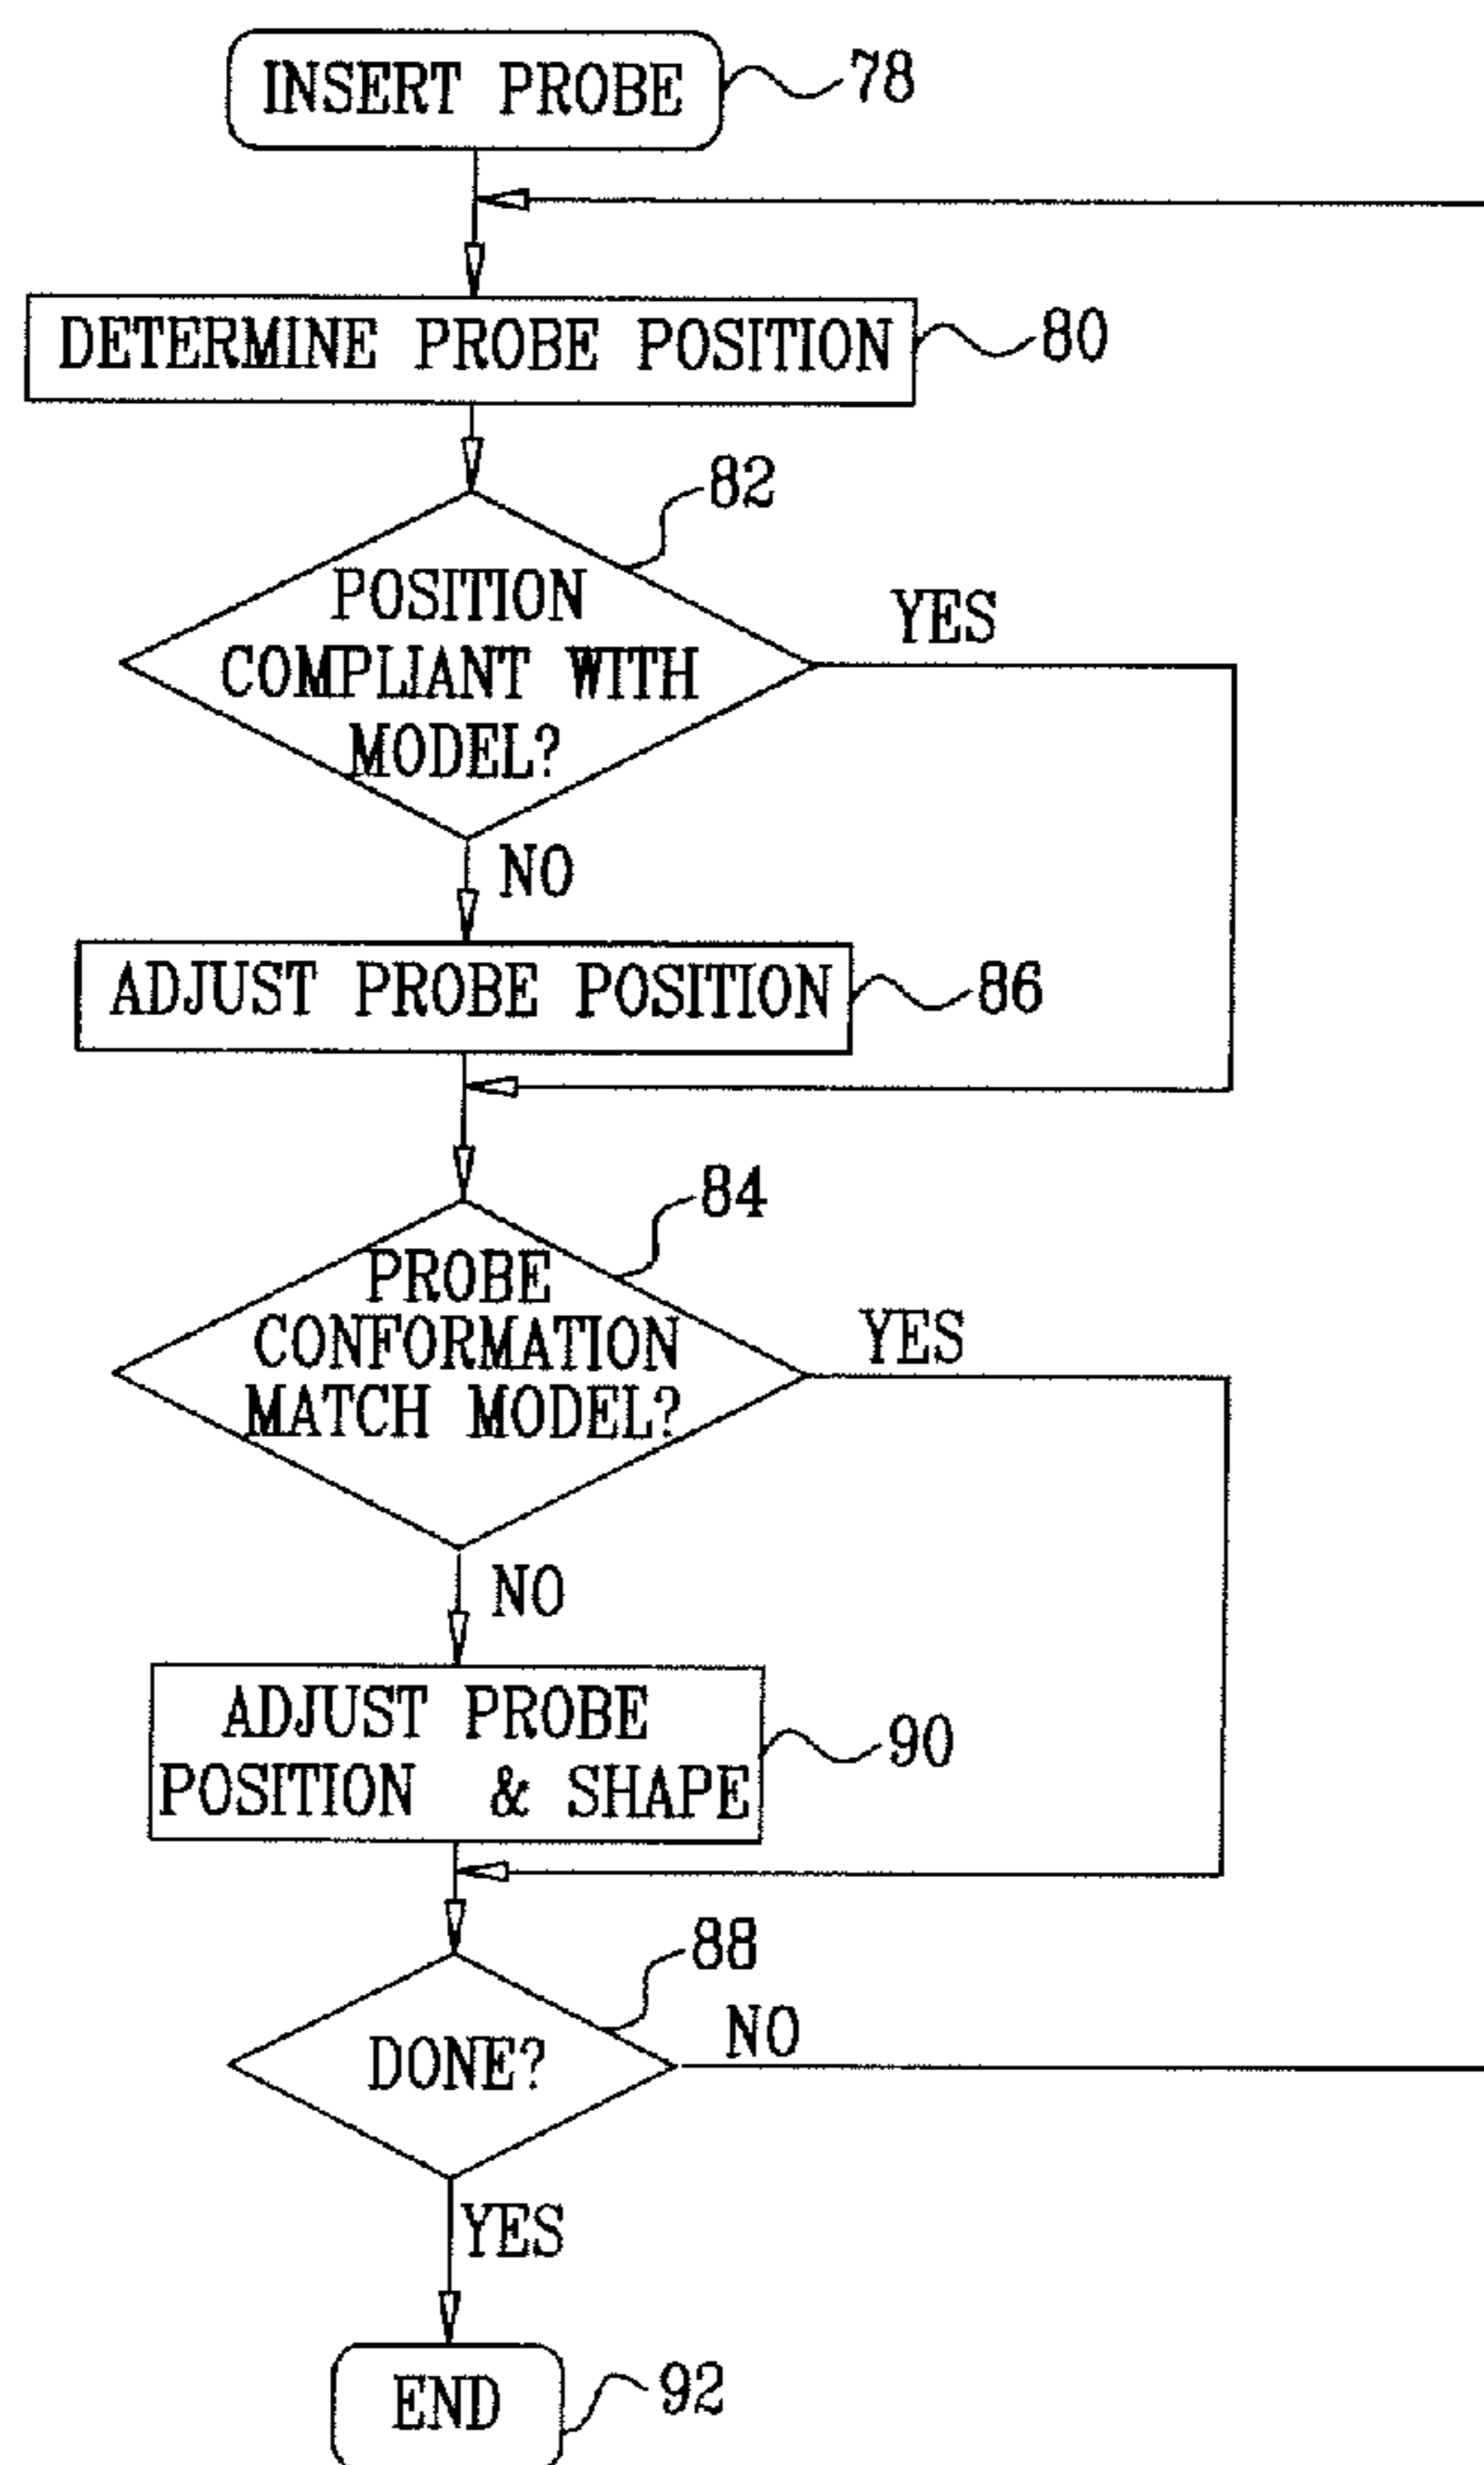 INSERT PROBE
78
DETERMINE PROBE POSITION
80
82
POSITION
COMPLIANT WITH
MODEL?
YES
NO
ADJUST PROBE POSITION
86
84
PROBE
CONFORMATION
MATCH MODEL?
YES
NO
ADJUST PROBE
POSITION & SHAPE
90
88
DONE?
NO
YES
END
92